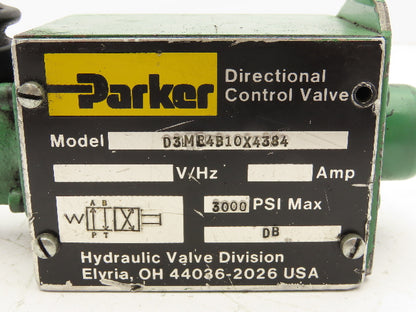 Parker
Directional
Control Valve
Model D3MB4B10X4384
V/Hz
Amp
A B
P T
3000 PSI Max
DB
Hydraulic Valve Division
Elyria, OH 44036-2026 USA